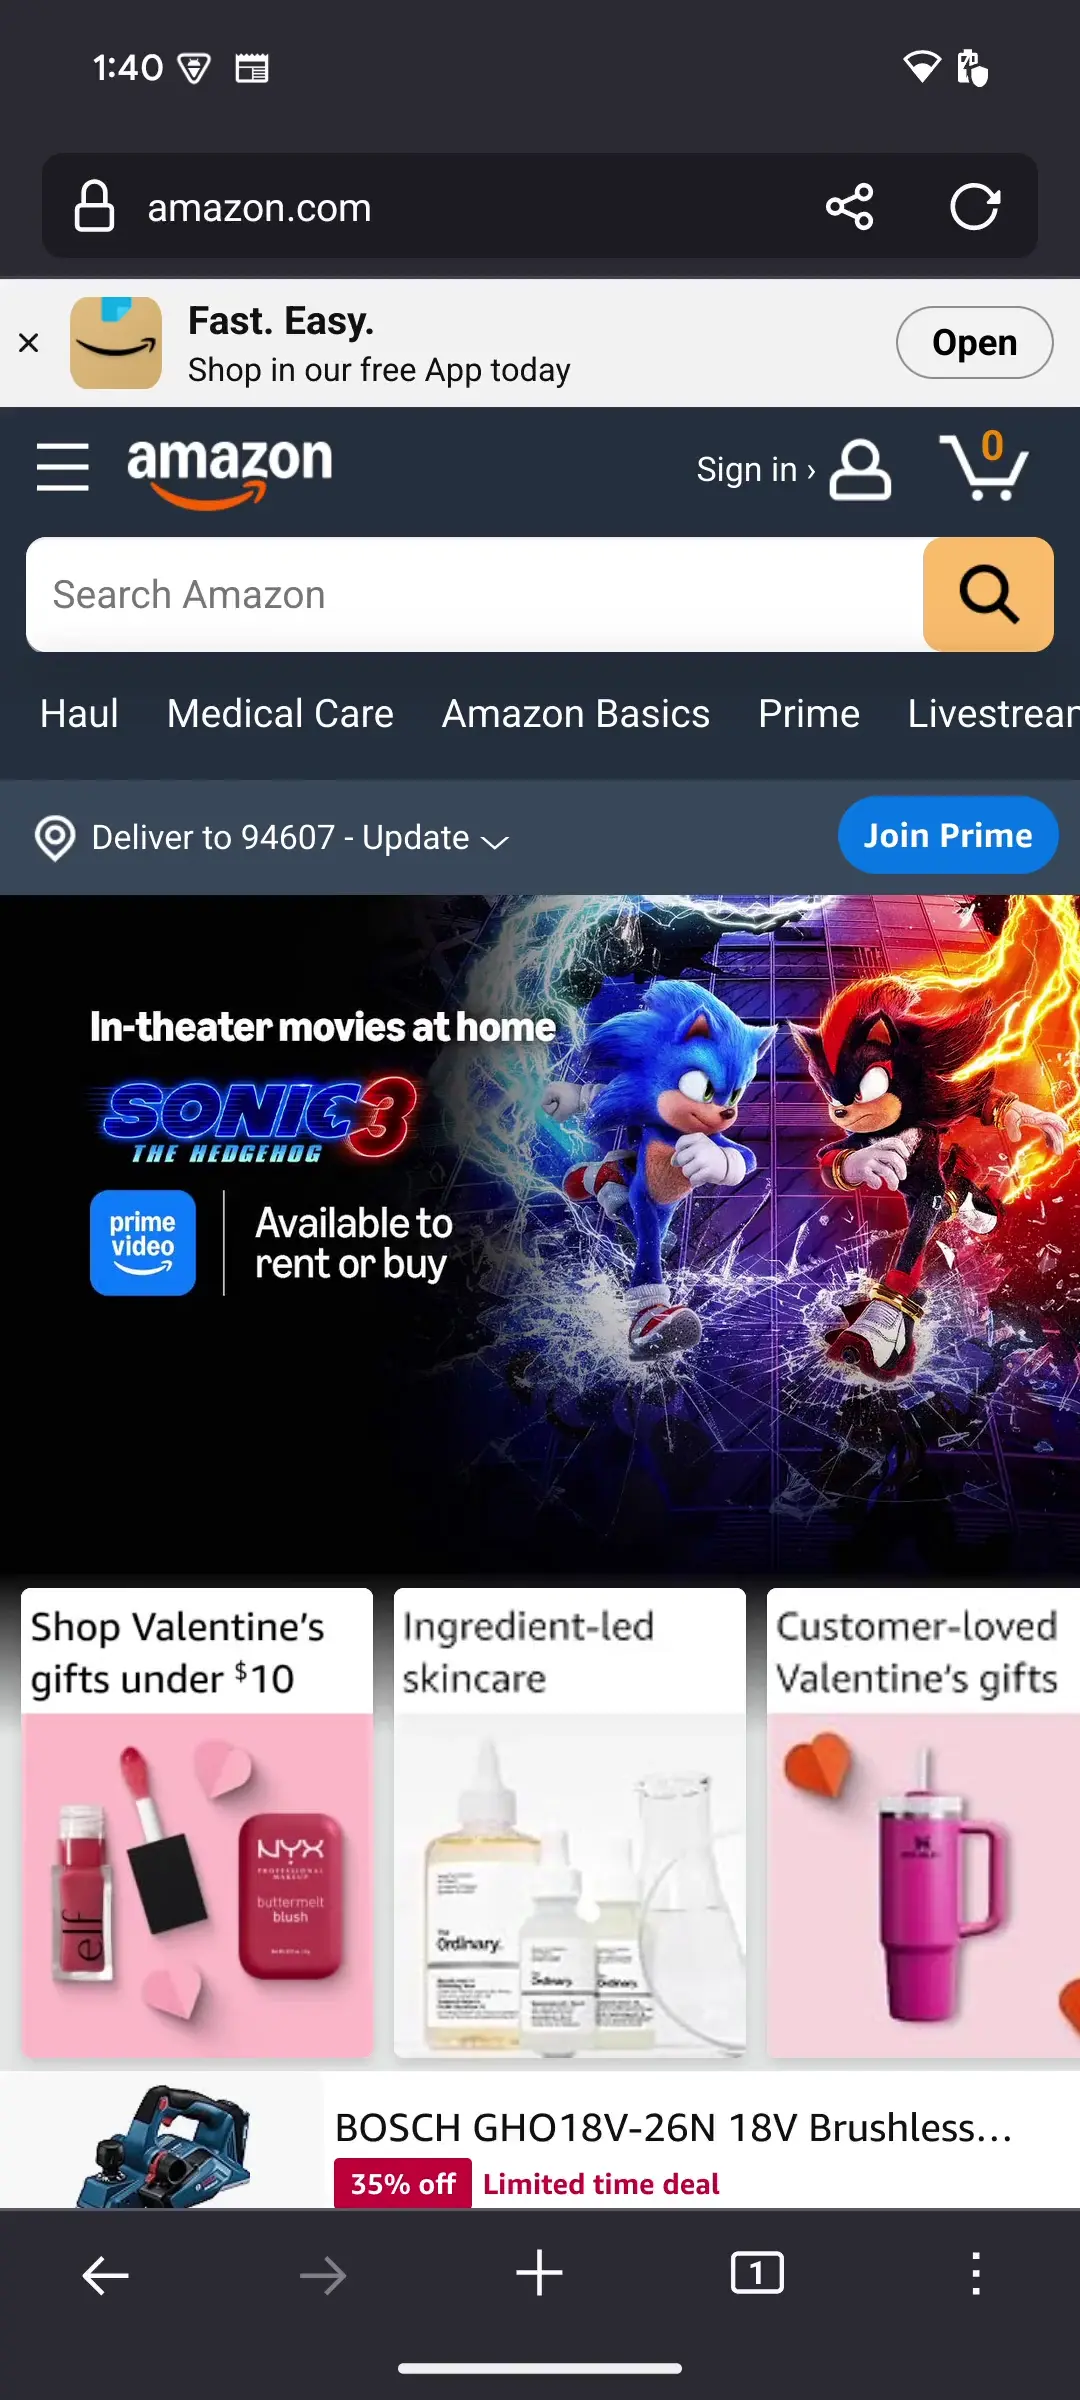 1:40
amazon.com
Fast. Easy.
Shop in our free App today
Open
amazon
Sign in ›
0
Search Amazon
Haul Medical Care Amazon Basics Prime Livestream
Deliver to 94607 - Update
Join Prime
In-theater movies at home
SONIC 3
THE HEDGEHOG
prime video
Available to
rent or buy
Shop Valentine's
gifts under $10
Ingredient-led
skincare
Customer-loved
Valentine's gifts
elf
NYX
PROFESSIONAL MAKEUP
buttermelt
blush
The
Ordinary.
Ordinary.
Ordinary.
BOSCH GHO18V-26N 18V Brushless...
35% off Limited time deal
1